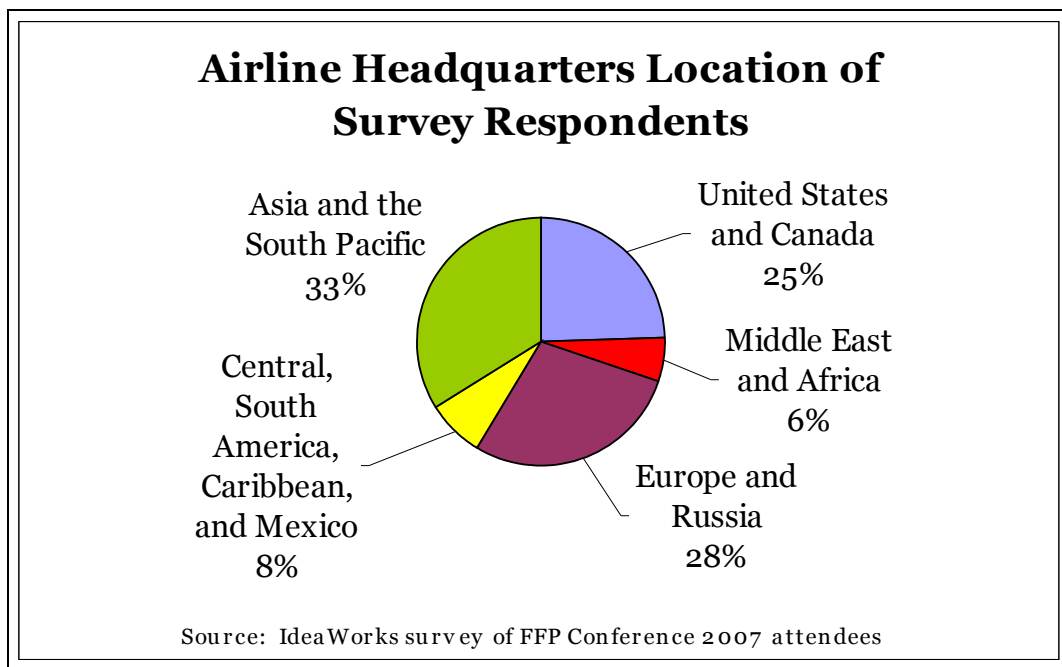 Airline Headquarters Location of
Survey Respondents
Asia and the
South Pacific
33%
United States
and Canada
25%
Middle East
and Africa
6%
Europe and
Russia
28%
Central,
South
America,
Caribbean,
and Mexico
8%
Source: IdeaWorks survey of FFP Conference 2007 attendees